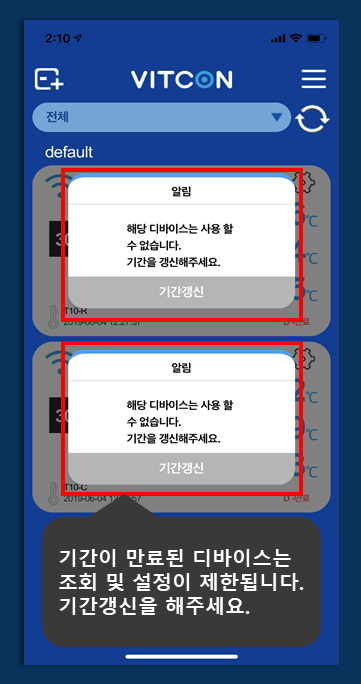 2:10
VITCON
전체
default
알림
해당 디바이스는 사용 할
수 없습니다.
기간을 갱신해주세요.
기간갱신
30
℃
℃
℃
T10-R
2019-06-04 12:27:57
알림
해당 디바이스는 사용 할
수 없습니다.
기간을 갱신해주세요.
기간갱신
30
℃
℃
℃
T10-C
2019-06-04
기간이 만료된 디바이스는
조회 및 설정이 제한됩니다.
기간갱신을 해주세요.